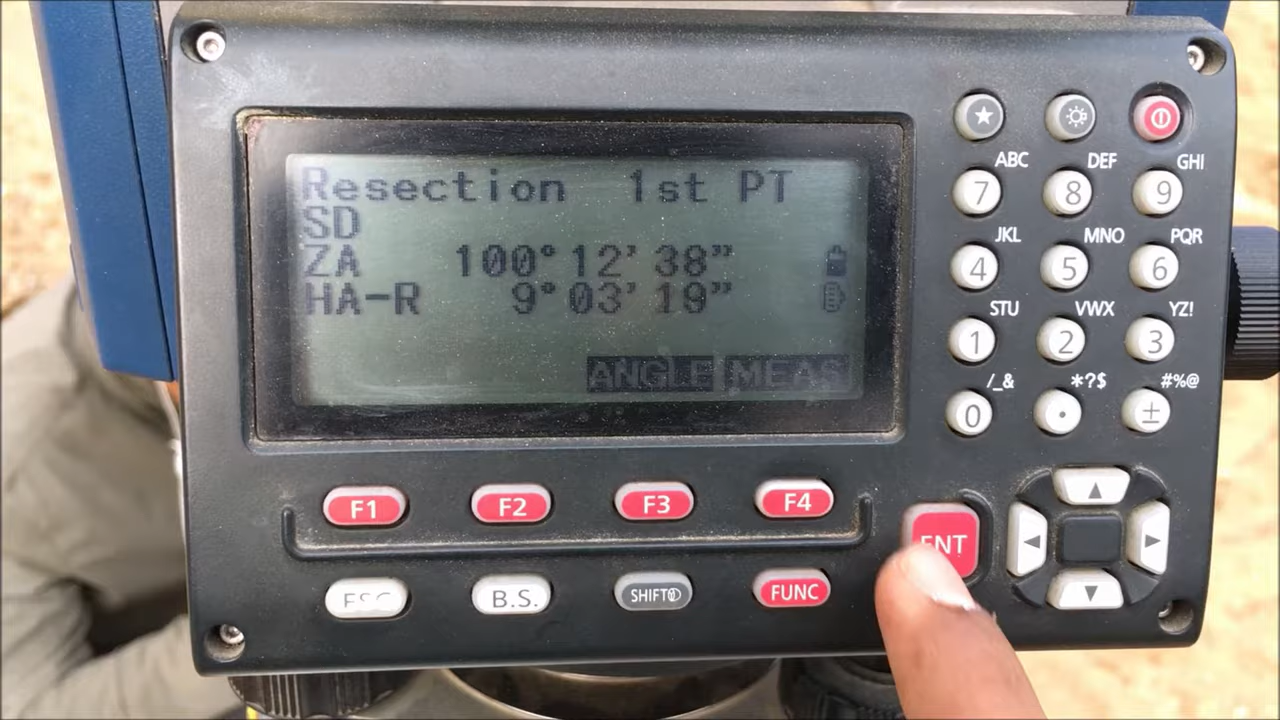 Resection 1st PT
SD
ZA 100°12'38"
HA-R 9°03'19"
ANGLE MEAS
ABC DEF GHI
7 8 9
JKL MNO PQR
4 5 6
STU VWX YZ!
1 2 3
/_& *?$ #%@
0 • ±
F1 F2 F3 F4
ENT
ESC B.S. SHIFT FUNC